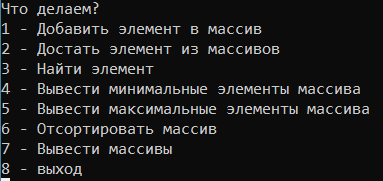 Что делаем?
1 - Добавить элемент в массив
2 - Достать элемент из массивов
3 - Найти элемент
4 - Вывести минимальные элементы массива
5 - Вывести максимальные элементы массива
6 - Отсортировать массив
7 - Вывести массивы
8 - выход